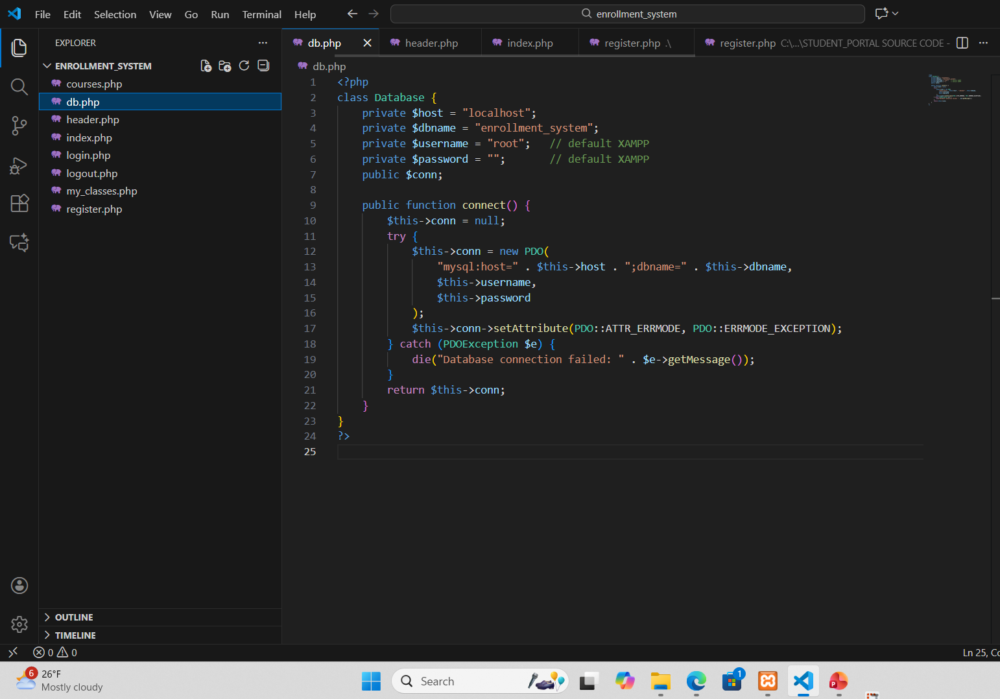 File Edit Selection View Go Run Terminal Help
enrollment_system
EXPLORER
ENROLLMENT_SYSTEM
courses.php
db.php
header.php
index.php
login.php
logout.php
my_classes.php
register.php
OUTLINE
TIMELINE
db.php header.php index.php register.php .\ register.php C:\...\STUDENT_PORTAL SOURCE CODE -
db.php
1 <?php
2 class Database {
3     private $host = "localhost";
4     private $dbname = "enrollment_system";
5     private $username = "root";   // default XAMPP
6     private $password = "";       // default XAMPP
7     public $conn;
8
9     public function connect() {
10         $this->conn = null;
11         try {
12             $this->conn = new PDO(
13                 "mysql:host=" . $this->host . ";dbname=" . $this->dbname,
14                 $this->username,
15                 $this->password
16             );
17             $this->conn->setAttribute(PDO::ATTR_ERRMODE, PDO::ERRMODE_EXCEPTION);
18         } catch (PDOException $e) {
19             die("Database connection failed: " . $e->getMessage());
20         }
21         return $this->conn;
22     }
23 }
24 ?>
25
0 0
Ln 25, Co
6
26°F
Mostly cloudy
Search
1
P